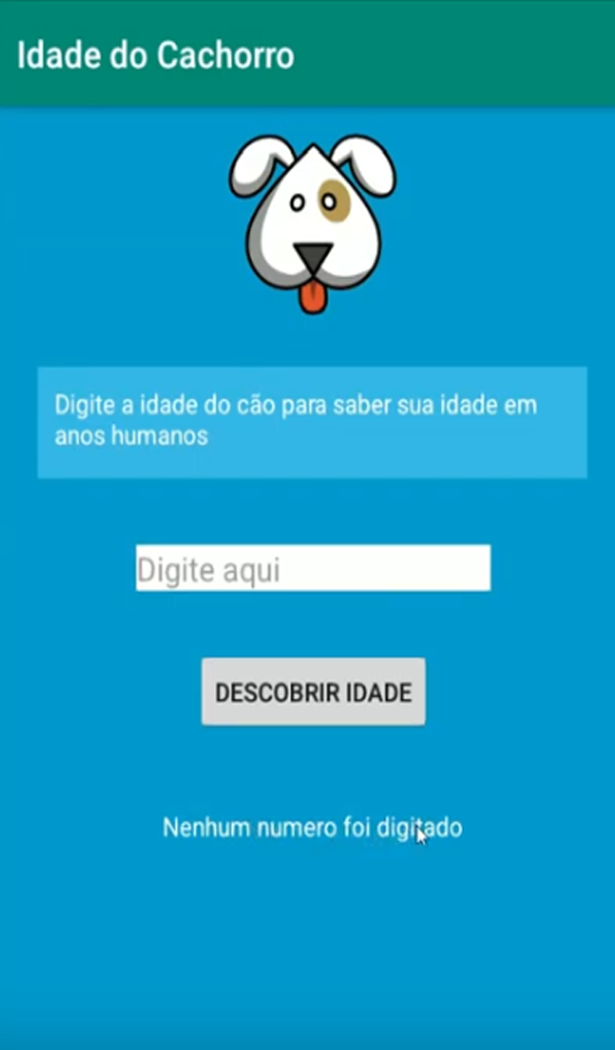 Idade do Cachorro
Digite a idade do cão para saber sua idade em
anos humanos
Digite aqui
DESCOBRIR IDADE
Nenhum numero foi digitado